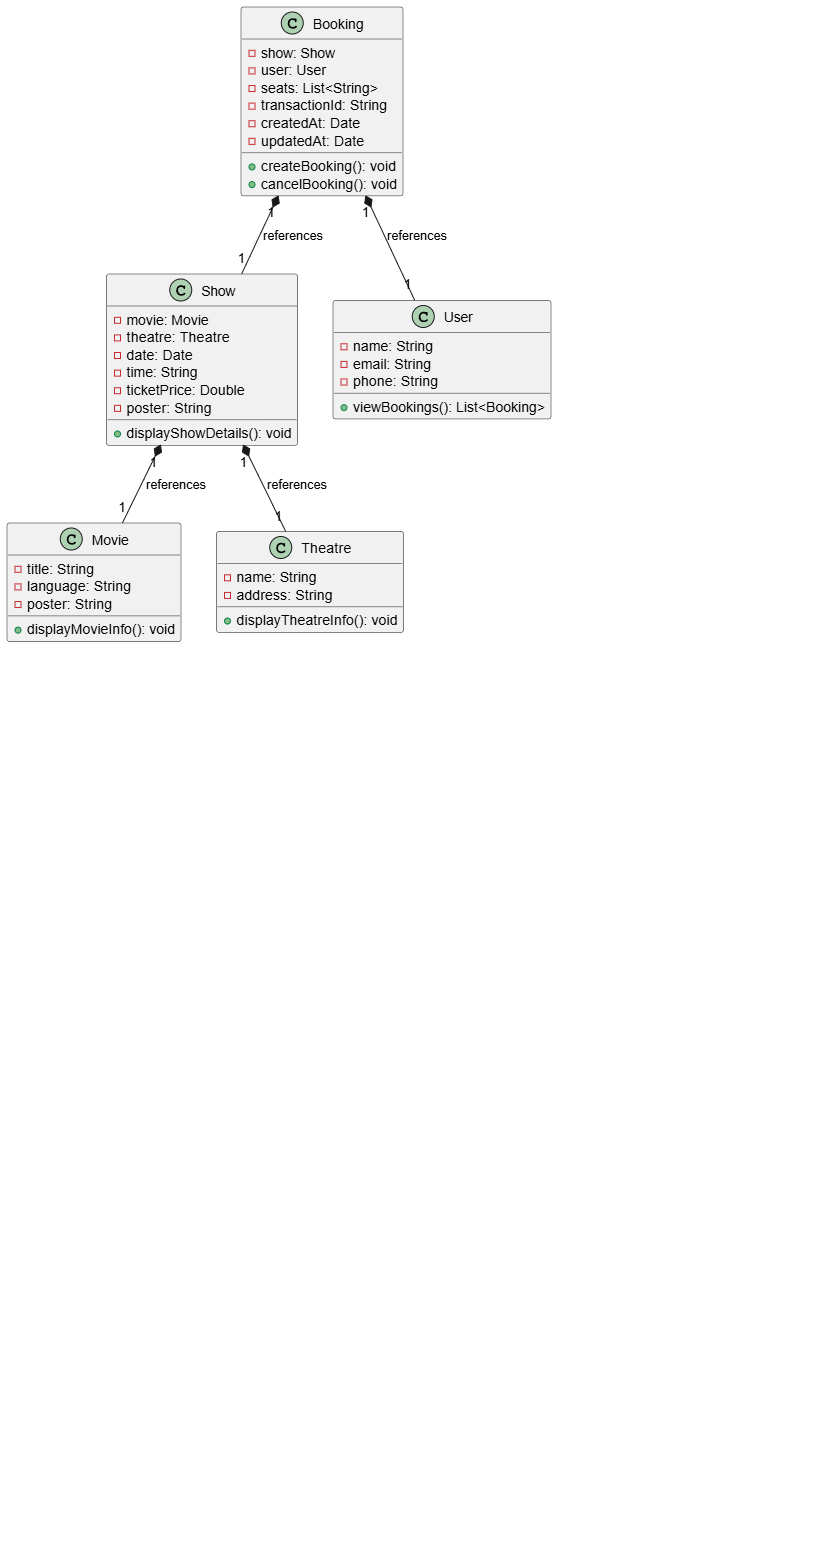 C Booking
show: Show
user: User
seats: List<String>
transactionId: String
createdAt: Date
updatedAt: Date
createBooking(): void
cancelBooking(): void
1
1
references
references
1
1
C Show
movie: Movie
theatre: Theatre
date: Date
time: String
ticketPrice: Double
poster: String
displayShowDetails(): void
C User
name: String
email: String
phone: String
viewBookings(): List<Booking>
1
1
references
references
1
1
C Movie
title: String
language: String
poster: String
displayMovieInfo(): void
C Theatre
name: String
address: String
displayTheatreInfo(): void